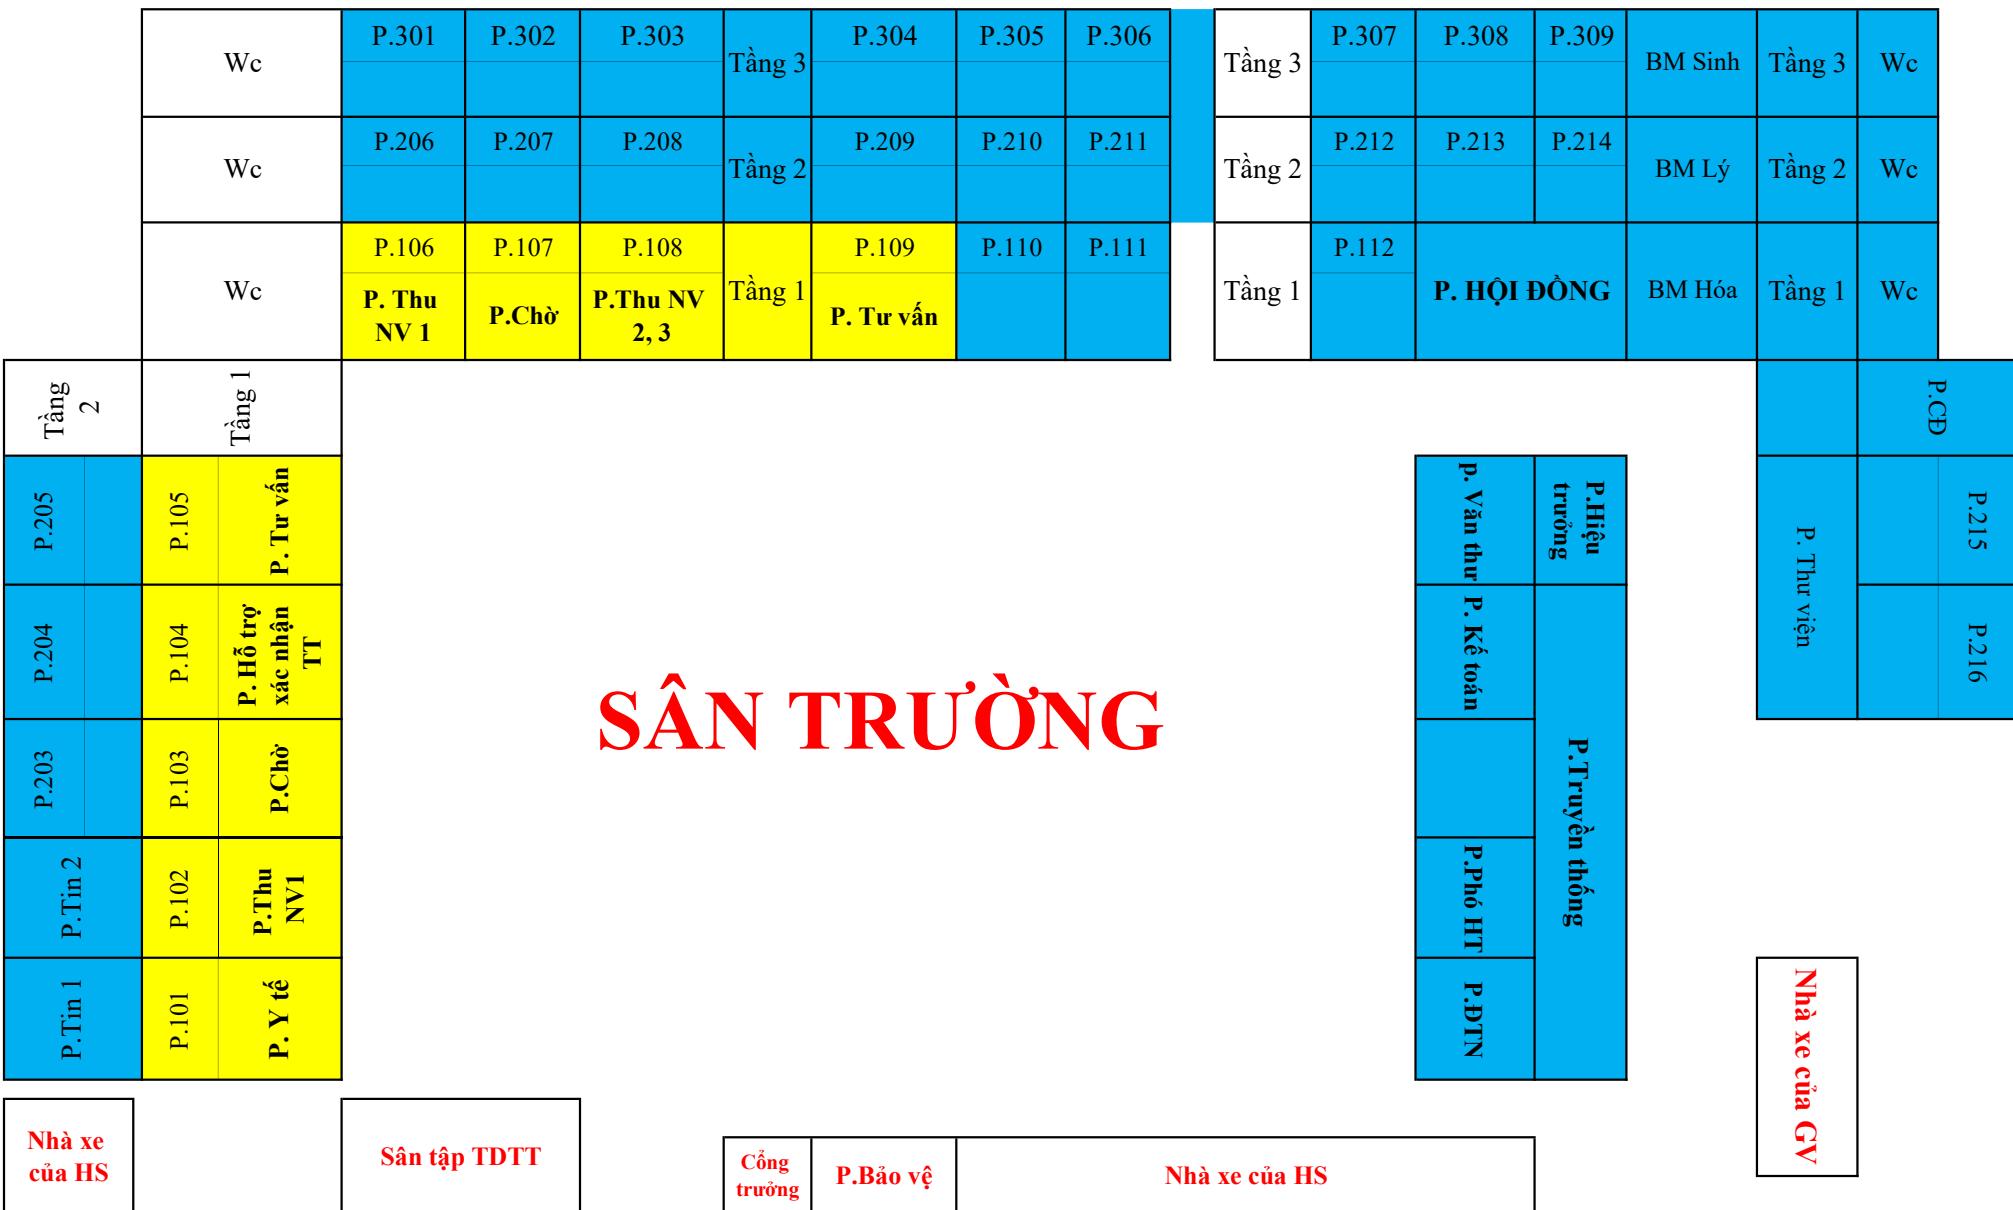 Wc
P.301
P.302
P.303
Tầng 3
P.304
P.305
P.306
Tầng 3
P.307
P.308
P.309
BM Sinh
Tầng 3
Wc
Wc
P.206
P.207
P.208
Tầng 2
P.209
P.210
P.211
Tầng 2
P.212
P.213
P.214
BM Lý
Tầng 2
Wc
Wc
P.106
P. Thu
NV 1
P.107
P.Chờ
P.108
P.Thu NV
2, 3
Tầng 1
P.109
P. Tư vấn
P.110
P.111
Tầng 1
P.112
P. HỘI ĐỒNG
BM Hóa
Tầng 1
Wc
Tầng
2
Tầng 1
P.CĐ
P.205
P.105
P. Tư vấn
p. Văn thư
P.Hiệu
trưởng
P. Thư viện
P.215
P.204
P.104
P. Hỗ trợ
xác nhận
TT
P. Kế toán
P.216
SÂN TRƯỜNG
P.203
P.103
P.Chờ
P.Truyền thống
P.Tin 2
P.102
P.Thu
NV1
P.Phó HT
P.Tin 1
P.101
P. Y tế
P.ĐTN
Nhà xe của GV
Nhà xe
của HS
Sân tập TDTT
Cổng
trưởng
P.Bảo vệ
Nhà xe của HS